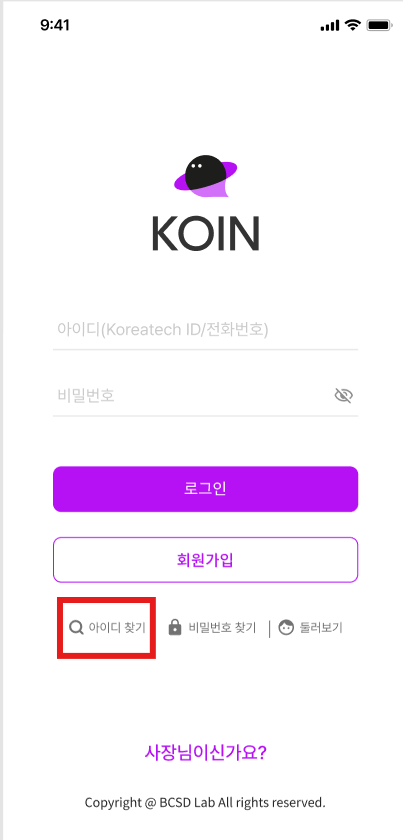 9:41
KOIN
아이디(Koreatech ID/전화번호)
비밀번호
로그인
회원가입
아이디 찾기 비밀번호 찾기 | 둘러보기
사장님이신가요?
Copyright @ BCSD Lab All rights reserved.